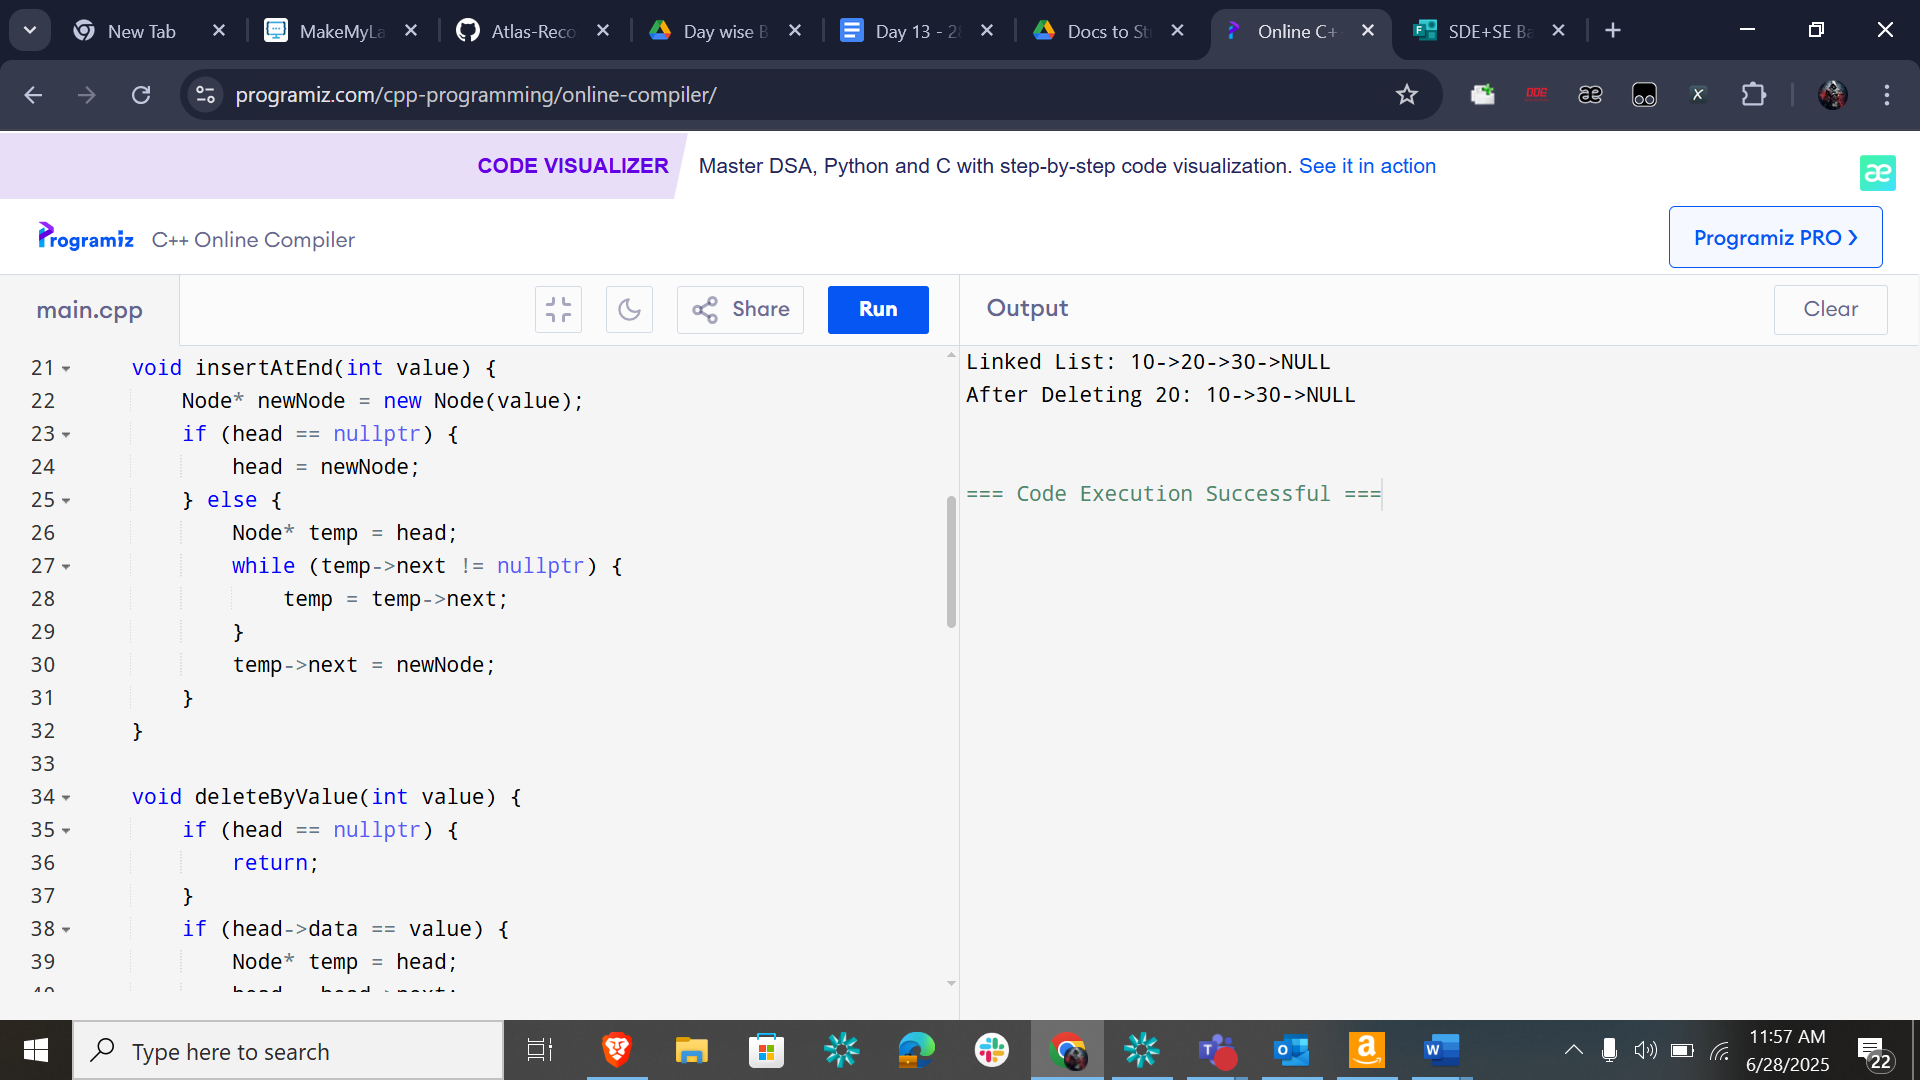 New Tab
MakeMyLa
Atlas-Reco
Day wise B
Day 13 - 28
Docs to St
Online C+
SDE+SE Ba
programiz.com/cpp-programming/online-compiler/
CODE VISUALIZER
Master DSA, Python and C with step-by-step code visualization. See it in action
Programiz
C++ Online Compiler
Programiz PRO
main.cpp
Share
Run
Output
Clear
21 void insertAtEnd(int value) {
22 Node* newNode = new Node(value);
23 if (head == nullptr) {
24 head = newNode;
25 } else {
26 Node* temp = head;
27 while (temp->next != nullptr) {
28 temp = temp->next;
29 }
30 temp->next = newNode;
31 }
32 }
33
34 void deleteByValue(int value) {
35 if (head == nullptr) {
36 return;
37 }
38 if (head->data == value) {
39 Node* temp = head;
Linked List: 10->20->30->NULL
After Deleting 20: 10->30->NULL
=== Code Execution Successful ===
Type here to search
11:57 AM
6/28/2025
22